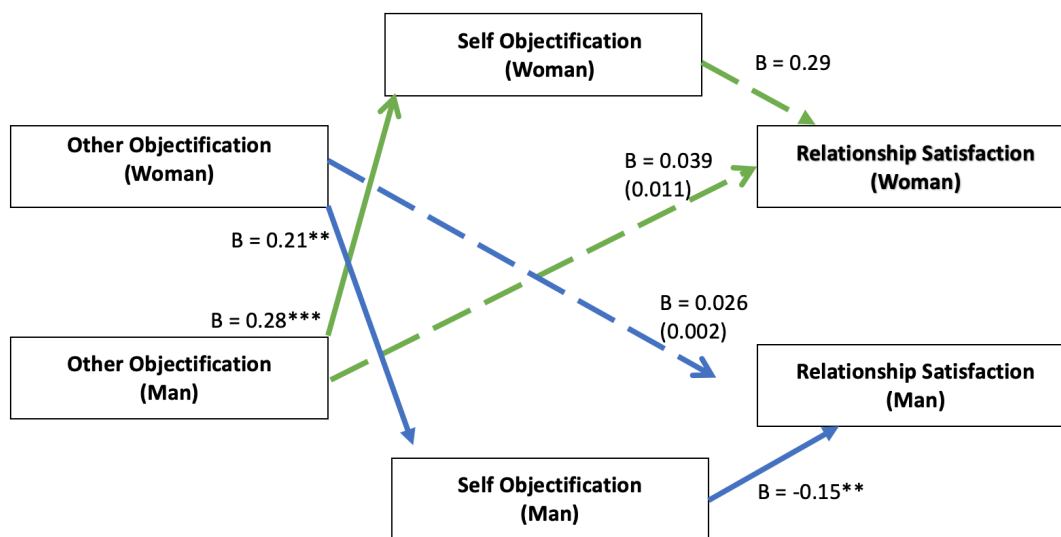 Self Objectification
(Woman)
B = 0.29
Other Objectification
(Woman)
B = 0.039
(0.011)
Relationship Satisfaction
(Woman)
B = 0.21**
B = 0.28***
B = 0.026
(0.002)
Other Objectification
(Man)
Relationship Satisfaction
(Man)
Self Objectification
(Man)
B = -0.15**